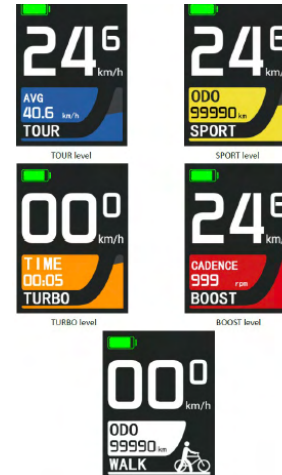 24 6
km/h
AVG
40.6 km/h
TOUR
TOUR level
24
km/
ODO
99990 km
SPORT
SPORT level
00 0
km/h
TIME
00:05
TURBO
TURBO level
24
km/
CADENCE
999 rpm
BOOST
BOOST level
00 0
km/h
ODO
99990 km
WALK